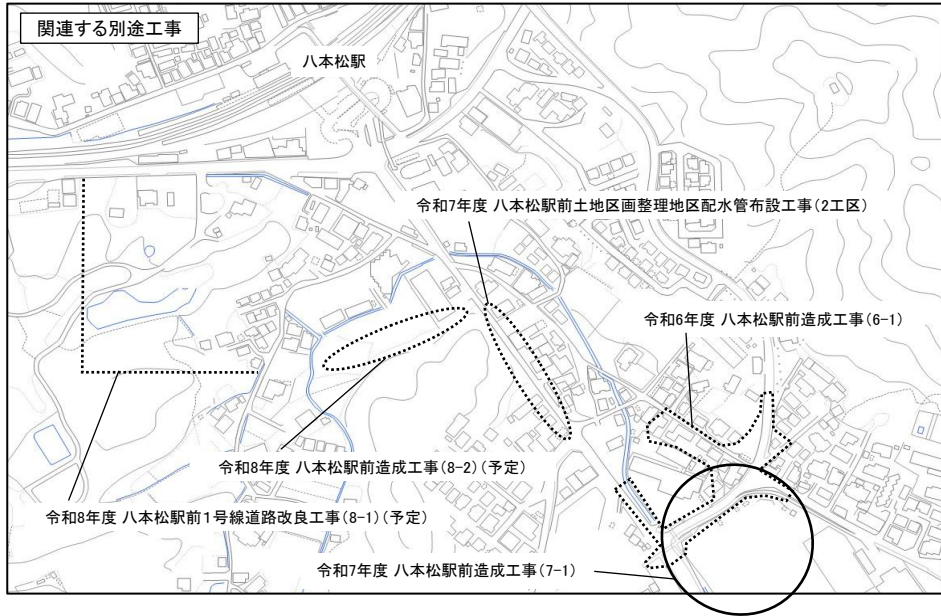 関連する別途工事
八本松駅
令和7年度 八本松駅前土地区画整理地区配水管布設工事(2工区)
令和6年度 八本松駅前造成工事(6-1)
令和8年度 八本松駅前造成工事(8-2)(予定)
令和8年度 八本松駅前1号線道路改良工事(8-1)(予定)
令和7年度 八本松駅前造成工事(7-1)